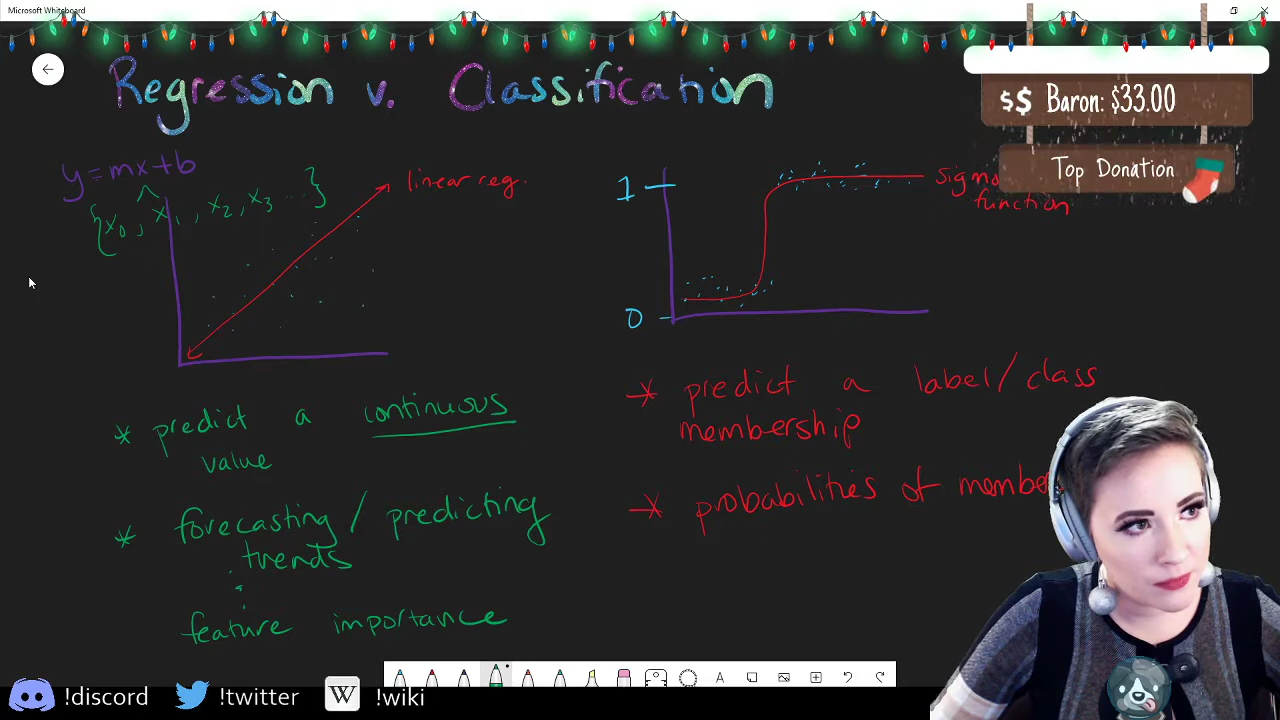 Microsoft Whiteboard
Regression v. Classification
$$ Baron: $33.00
Top Donation
y=mx+b
{x0, x1, x2, x3 ... }
linear reg.
1
0
function
* predict a continuous
value
* forecasting/predicting
trends
feature importance
* predict a label/class
membership
* probabilities of
A
!discord
!twitter
W !wiki